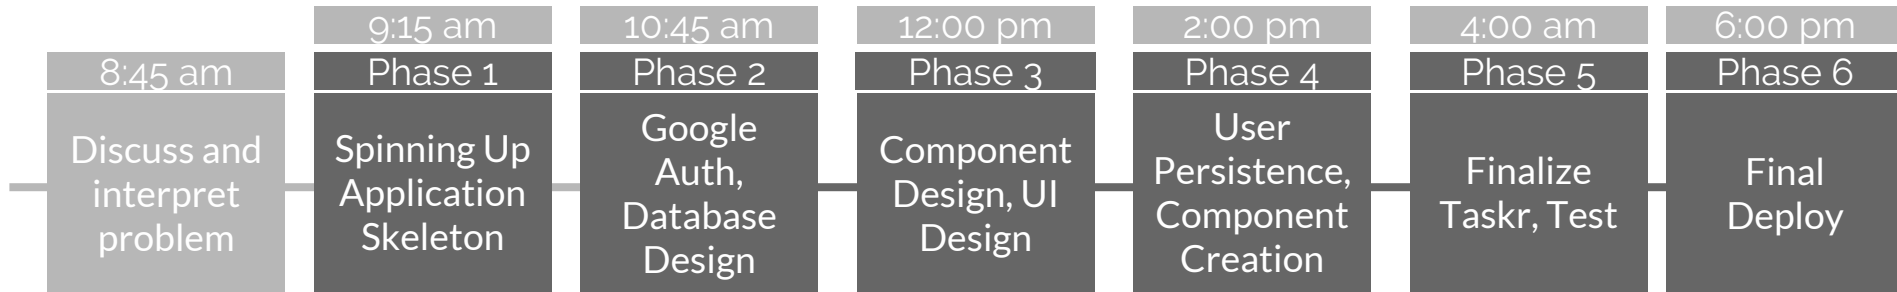 8:45 am
Discuss and
interpret
problem
9:15 am
Phase 1
Spinning Up
Application
Skeleton
10:45 am
Phase 2
Google
Auth,
Database
Design
12:00 pm
Phase 3
Component
Design, UI
Design
2:00 pm
Phase 4
User
Persistence,
Component
Creation
4:00 am
Phase 5
Finalize
Taskr, Test
6:00 pm
Phase 6
Final
Deploy